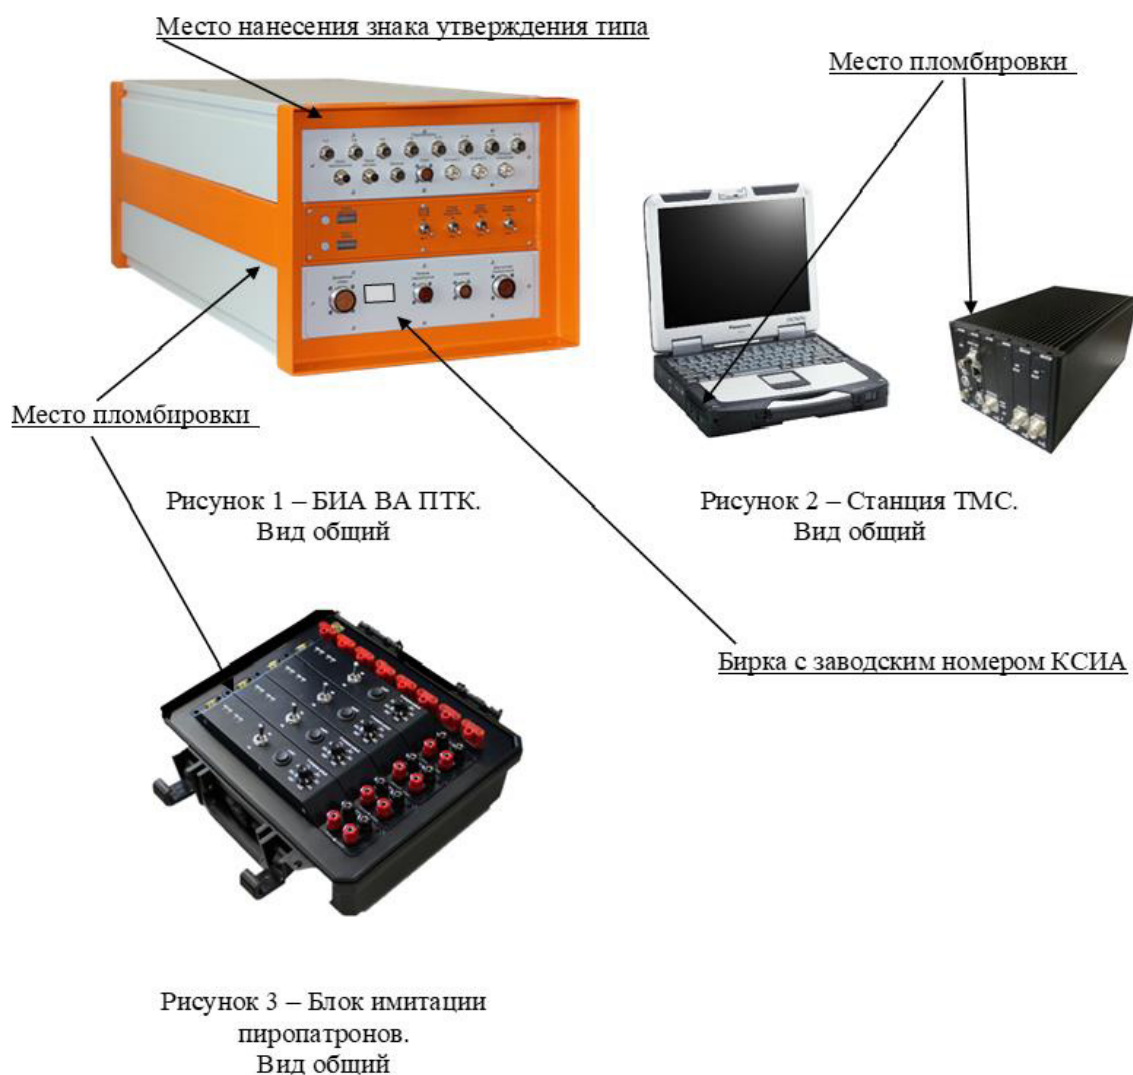 Место нанесения знака утверждения типа
Место пломбировки
Panasonic
Место пломбировки
Рисунок 1 – БИА ВА ПТК.
Вид общий
Рисунок 2 – Станция ТМС.
Вид общий
Бирка с заводским номером КСИА
Рисунок 3 – Блок имитации
пиропатронов.
Вид общий